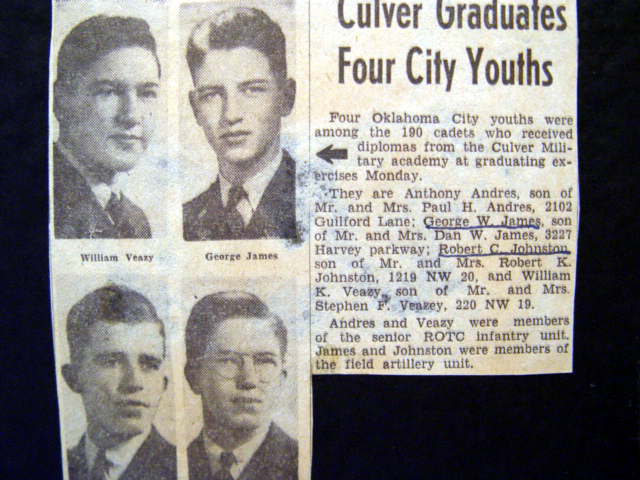 Culver Graduates
Four City Youths
Four Oklahoma City youths were
among the 190 cadets who received
diplomas from the Culver Mili-
tary academy at graduating ex-
ercises Monday.
They are Anthony Andres, son of
Mr. and Mrs. Paul H. Andres, 2102
Guilford Lane; George W. James, son
of Mr. and Mrs. Dan W. James, 3227
Harvey parkway; Robert C. Johnston
son of Mr. and Mrs. Robert K.
Johnston, 1219 NW 20, and William
K. Veazy, son of Mr. and Mrs.
Stephen F. Veazey, 220 NW 19.
Andres and Veazy were members
of the senior ROTC infantry unit.
James and Johnston were members of
the field artillery unit.
William Veazy
George James